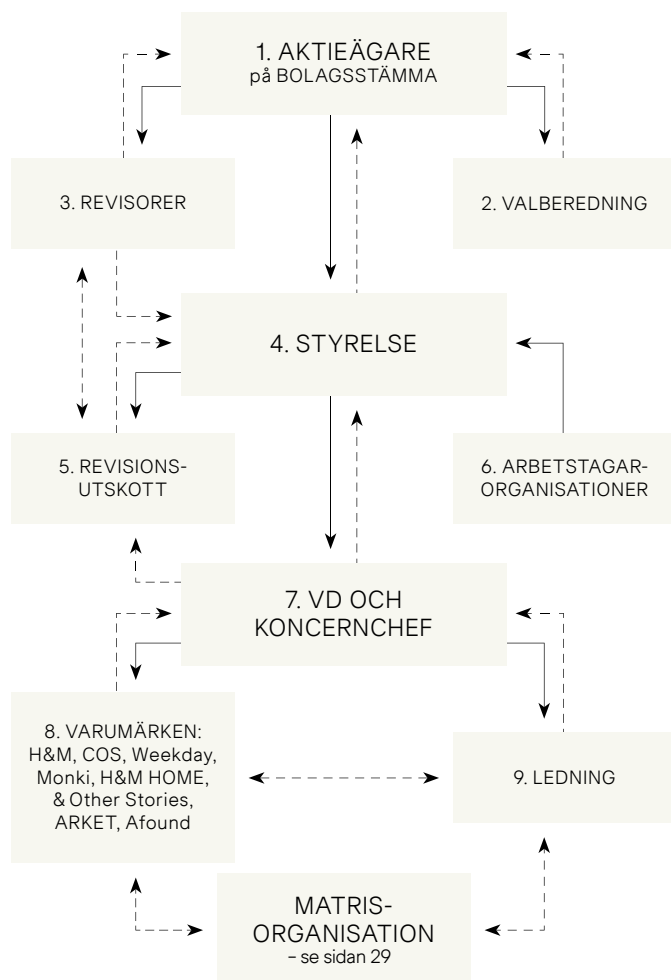 1. AKTIEÄGARE
på BOLAGSSTÄMMA
3. REVISORER
2. VALBEREDNING
4. STYRELSE
5. REVISIONS-
UTSKOTT
6. ARBETSTAGAR-
ORGANISATIONER
7. VD OCH
KONCERNCHEF
8. VARUMÄRKEN:
H&M, COS, Weekday,
Monki, H&M HOME,
& Other Stories,
ARKET, Afound
9. LEDNING
MATRIS-
ORGANISATION
– se sidan 29